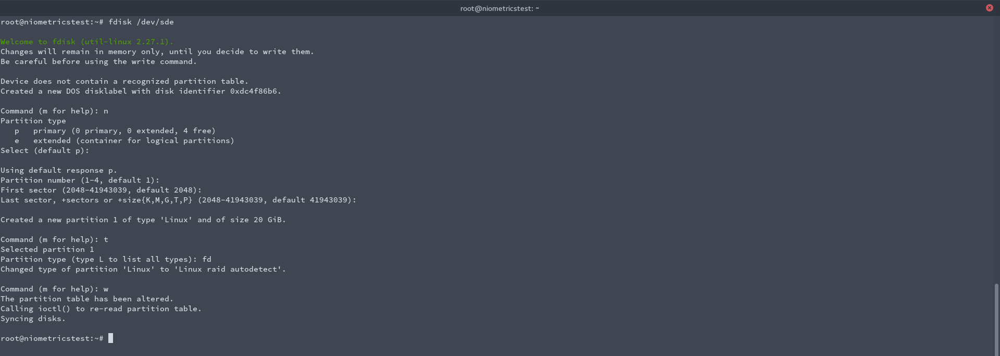 root@niometricstest: ~
root@niometricstest:~# fdisk /dev/sde
Welcome to fdisk (util-linux 2.27.1).
Changes will remain in memory only, until you decide to write them.
Be careful before using the write command.
Device does not contain a recognized partition table.
Created a new DOS disklabel with disk identifier 0xdc4f86b6.
Command (m for help): n
Partition type
   p   primary (0 primary, 0 extended, 4 free)
   e   extended (container for logical partitions)
Select (default p):
Using default response p.
Partition number (1-4, default 1):
First sector (2048-41943039, default 2048):
Last sector, +sectors or +size{K,M,G,T,P} (2048-41943039, default 41943039):
Created a new partition 1 of type 'Linux' and of size 20 GiB.
Command (m for help): t
Selected partition 1
Partition type (type L to list all types): fd
Changed type of partition 'Linux' to 'Linux raid autodetect'.
Command (m for help): w
The partition table has been altered.
Calling ioctl() to re-read partition table.
Syncing disks.
root@niometricstest:~#